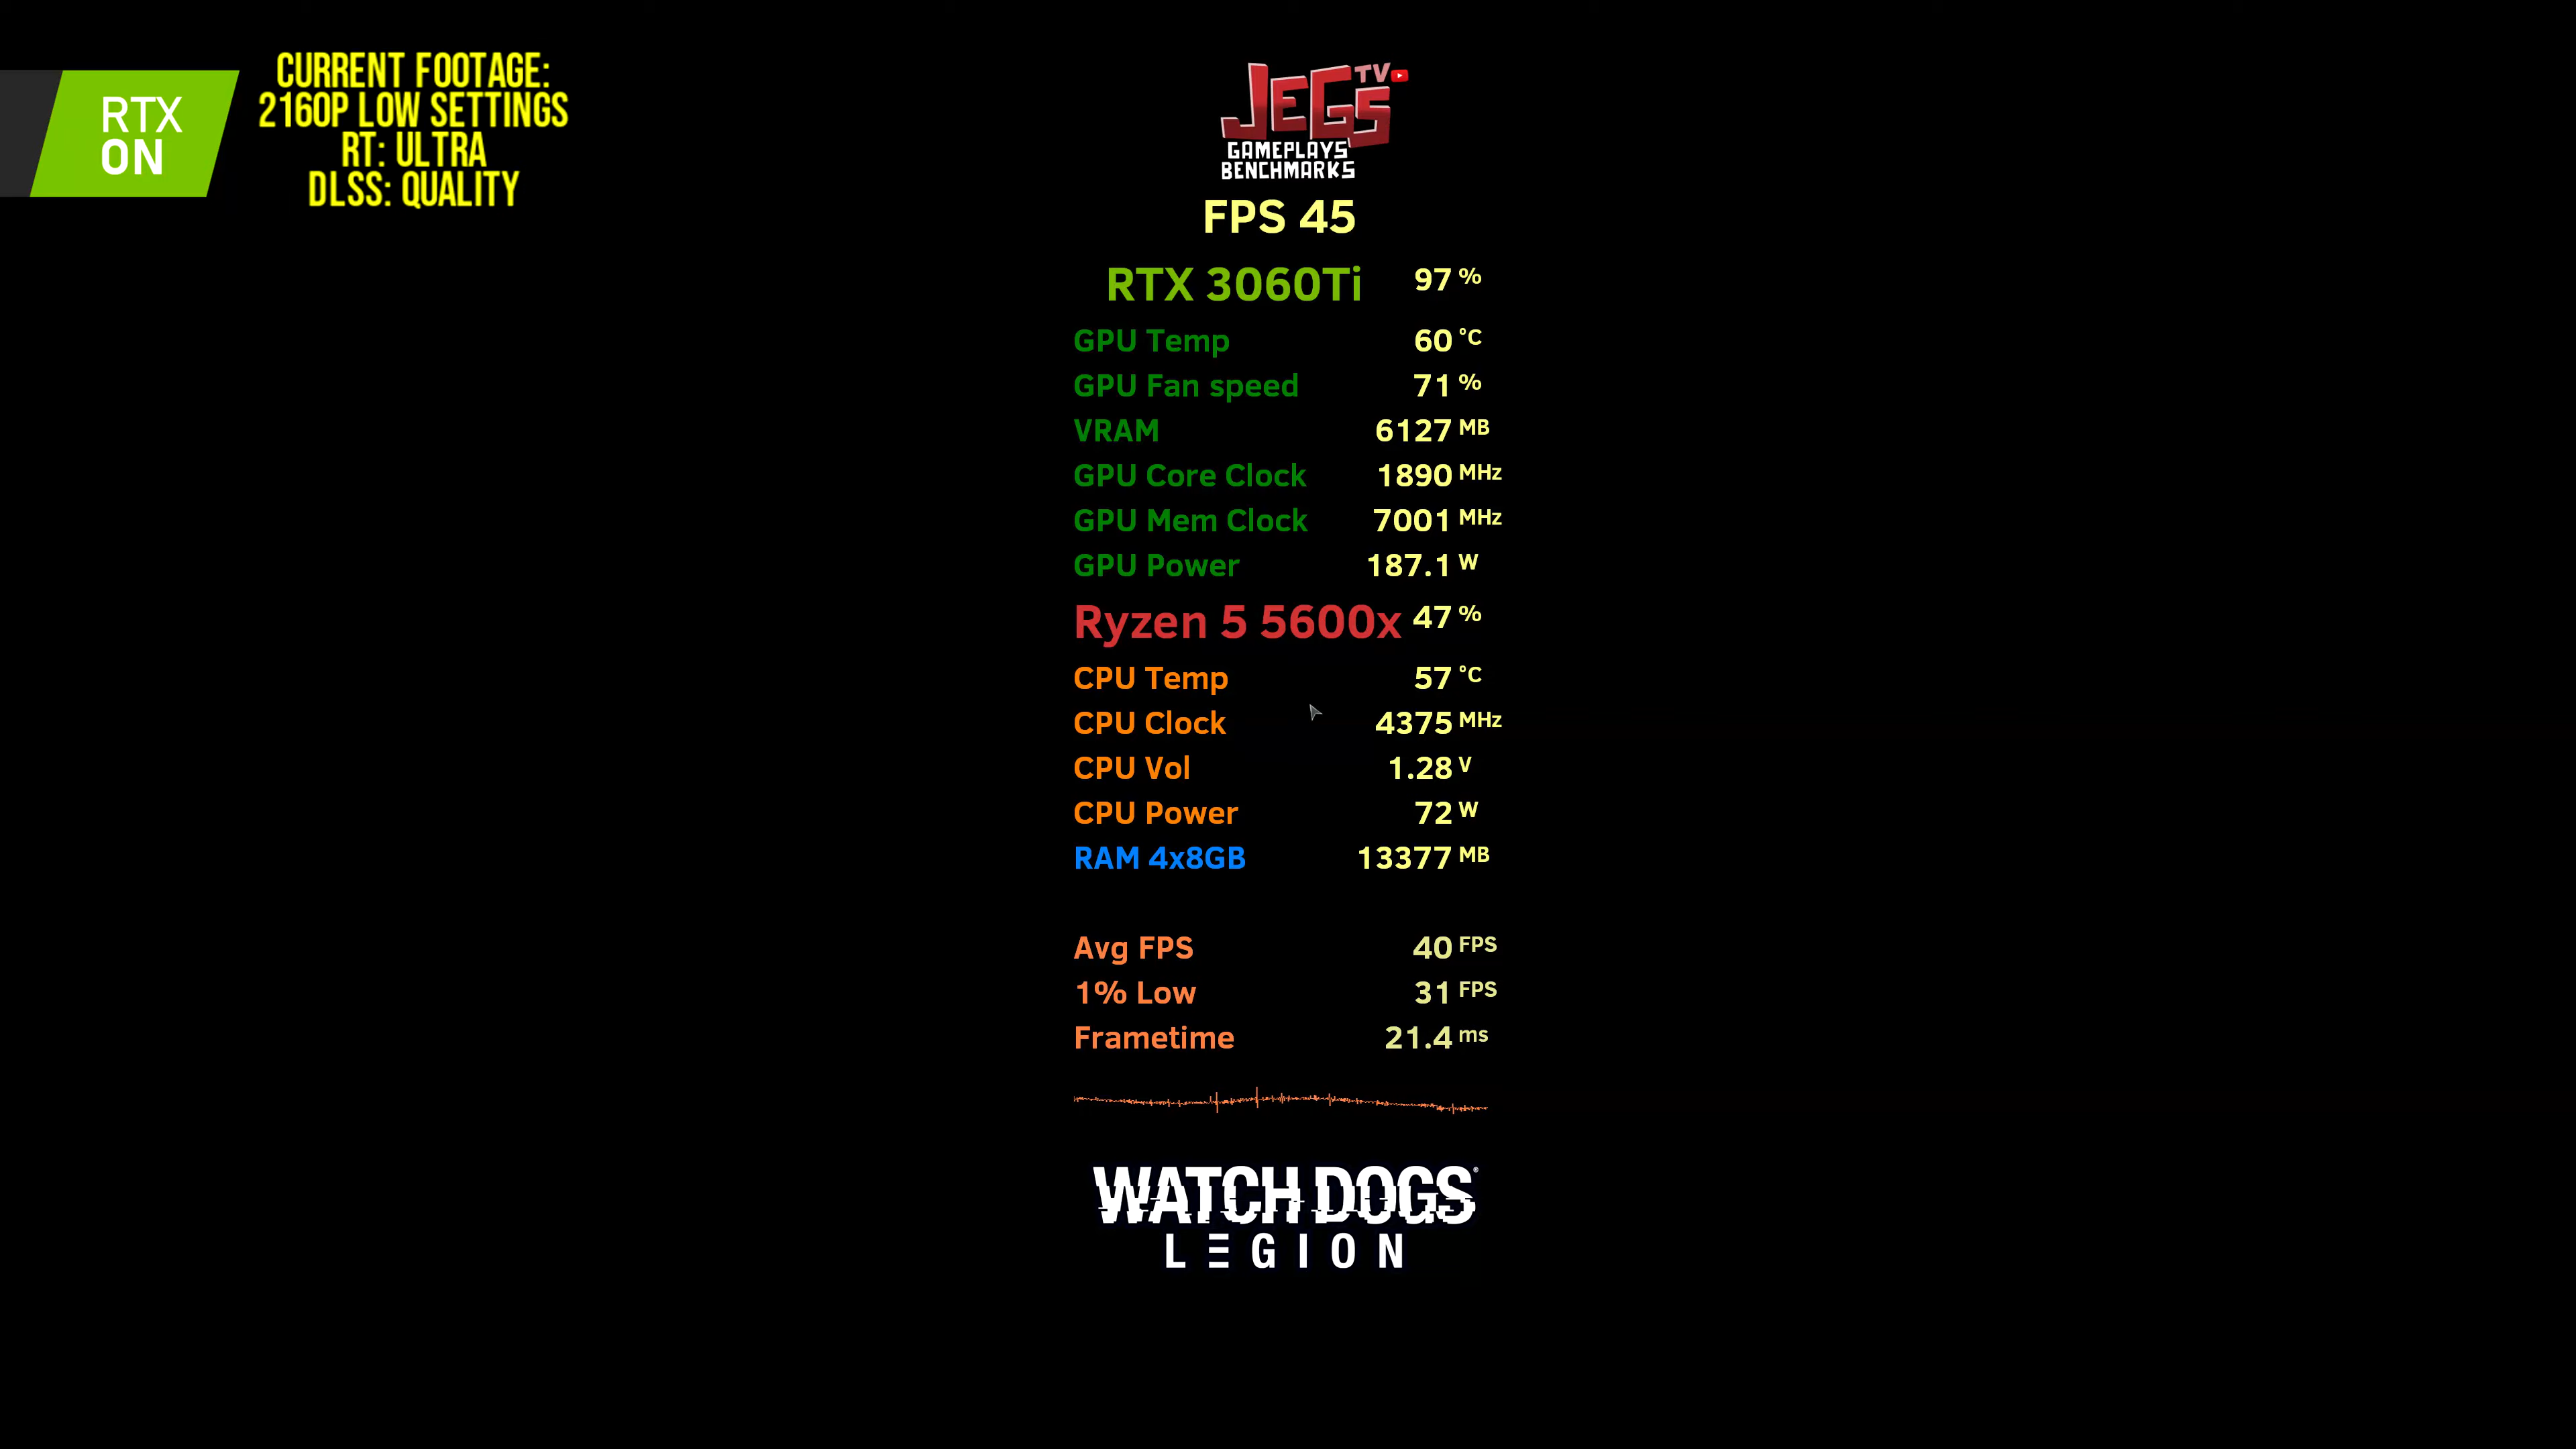 RTX
ON
CURRENT FOOTAGE:
2160P LOW SETTINGS
RT: ULTRA
DLSS: QUALITY
JEGS TV
GAMEPLAYS
BENCHMARKS
FPS 45
RTX 3060Ti 97 %
GPU Temp 60 °C
GPU Fan speed 71 %
VRAM 6127 MB
GPU Core Clock 1890 MHz
GPU Mem Clock 7001 MHz
GPU Power 187.1 W
Ryzen 5 5600x 47 %
CPU Temp 57 °C
CPU Clock 4375 MHz
CPU Vol 1.28 V
CPU Power 72 W
RAM 4x8GB 13377 MB
Avg FPS 40 FPS
1% Low 31 FPS
Frametime 21.4 ms
WATCH DOGS®
LEGION